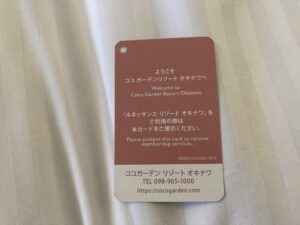 ようこそ
ココ ガーデンリゾート オキナワへ
Welcome to
Coco Garden Resort Okinawa
「ルネッサンス リゾート オキナワ」を
ご利用の際は
本カードをご提示ください。
Please present this card to receive
membership services.
ココガーデン リゾート オキナワ
TEL 098-965-1000
https://cocogarden.com